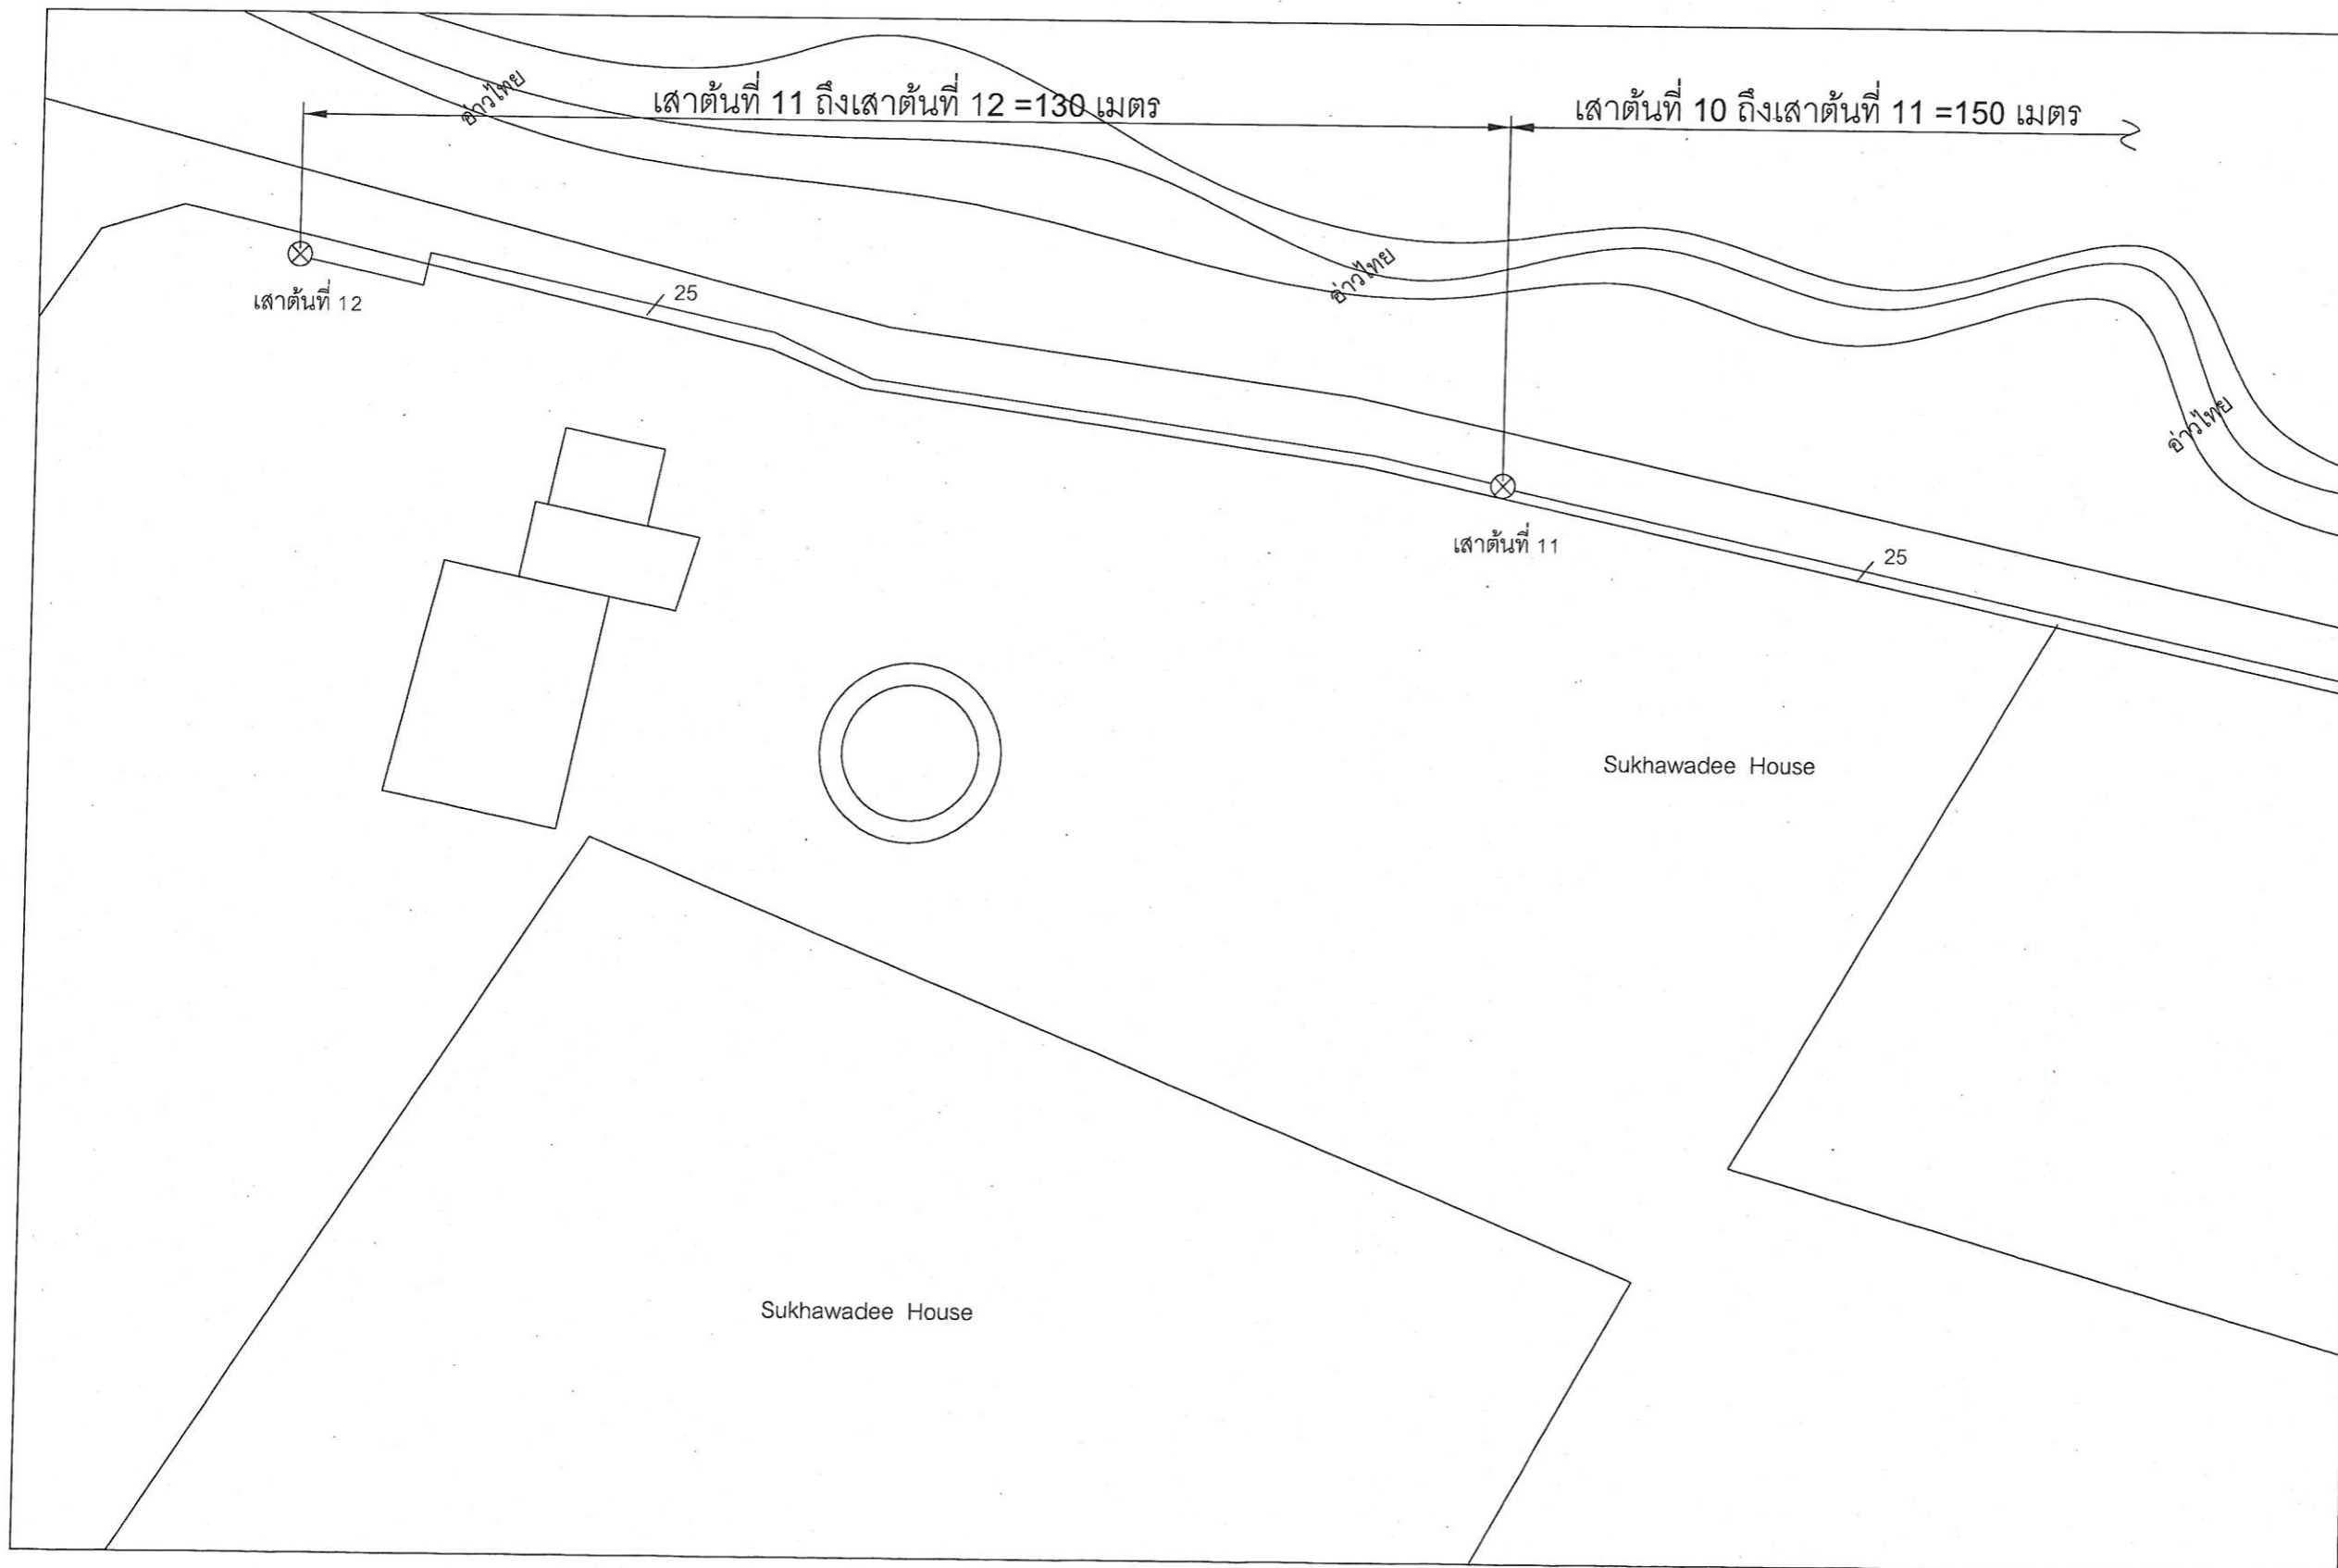 อ่าวไทย
เสาต้นที่ 11 ถึงเสาต้นที่ 12 =130 เมตร
เสาต้นที่ 10 ถึงเสาต้นที่ 11 =150 เมตร
เสาต้นที่ 12
25
อ่าวไทย
อ่าวไทย
เสาต้นที่ 11
25
Sukhawadee House
Sukhawadee House